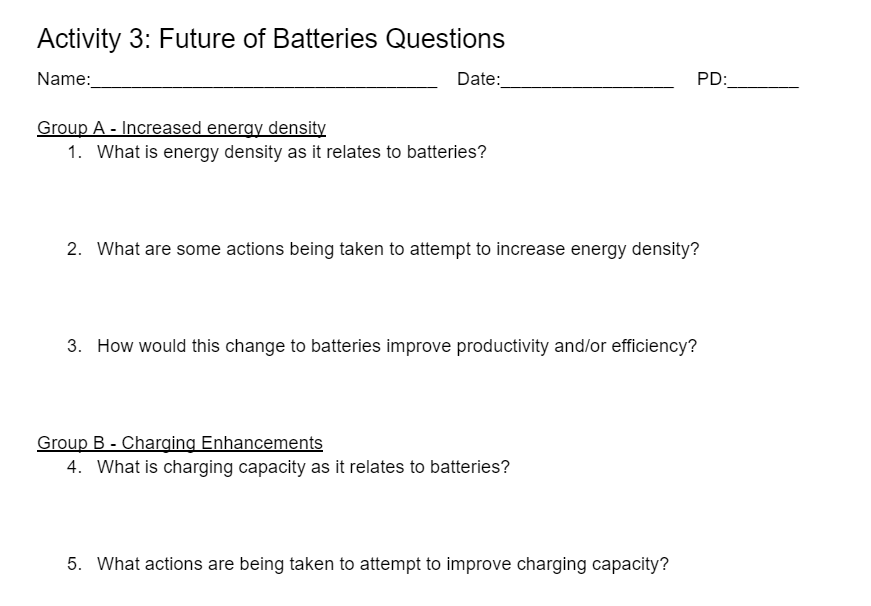 Activity 3: Future of Batteries Questions
Name:__________________________________ Date:_________________ PD:_______
Group A - Increased energy density
1. What is energy density as it relates to batteries?
2. What are some actions being taken to attempt to increase energy density?
3. How would this change to batteries improve productivity and/or efficiency?
Group B - Charging Enhancements
4. What is charging capacity as it relates to batteries?
5. What actions are being taken to attempt to improve charging capacity?